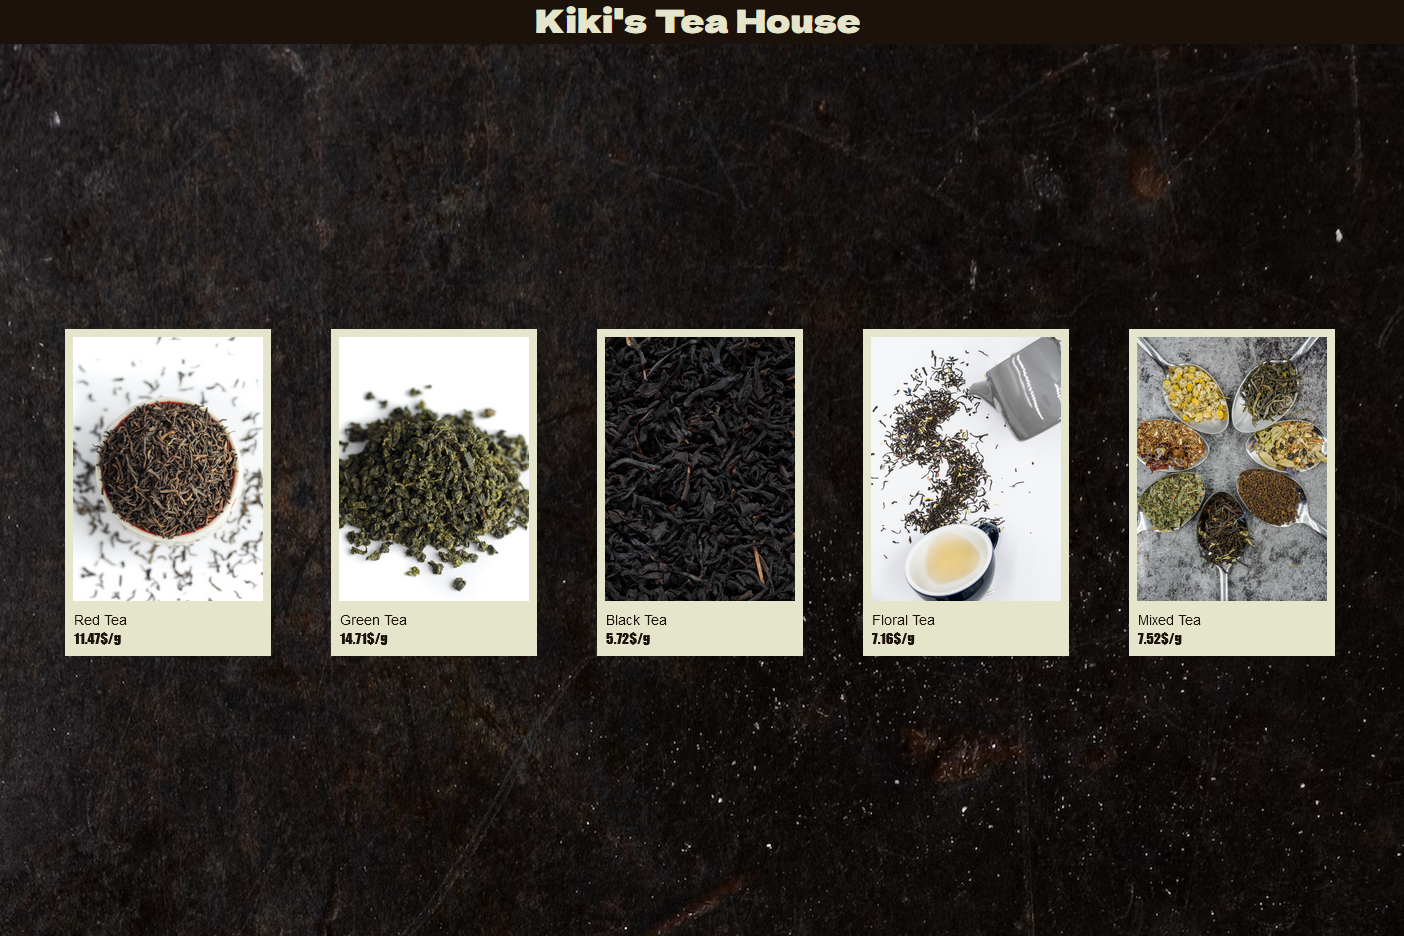 Kiki's Tea House
Red Tea
11.47$/g
Green Tea
14.71$/g
Black Tea
5.72$/g
Floral Tea
7.16$/g
Mixed Tea
7.52$/g